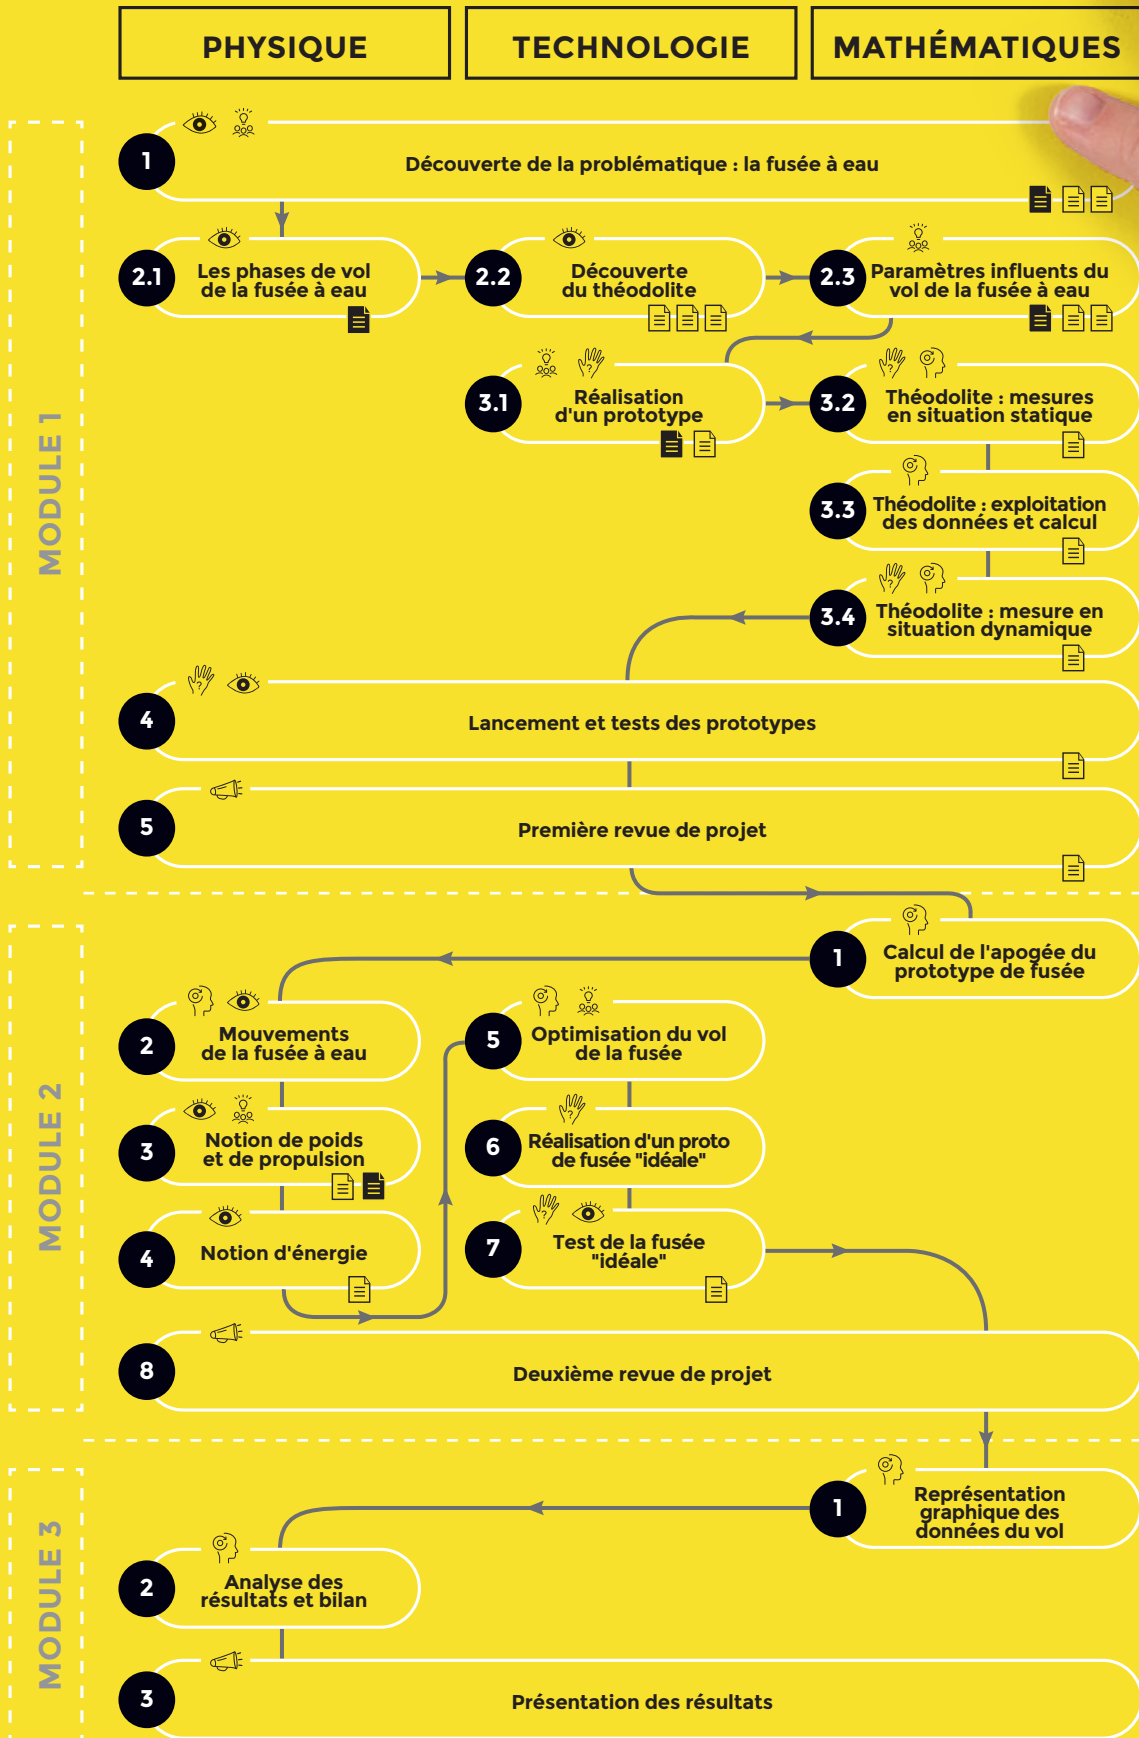 PHYSIQUE
TECHNOLOGIE
MATHÉMATIQUES
MODULE 1
1
Découverte de la problématique : la fusée à eau
2.1
Les phases de vol
de la fusée à eau
2.2
Découverte
du théodolite
2.3
Paramètres influents du
vol de la fusée à eau
3.1
Réalisation
d'un prototype
3.2
Théodolite : mesures
en situation statique
3.3
Théodolite : exploitation
des données et calcul
3.4
Théodolite : mesure en
situation dynamique
4
Lancement et tests des prototypes
5
Première revue de projet
MODULE 2
1
Calcul de l'apogée du
prototype de fusée
2
Mouvements
de la fusée à eau
3
Notion de poids
et de propulsion
4
Notion d'énergie
5
Optimisation du vol
de la fusée
6
Réalisation d'un proto
de fusée "idéale"
7
Test de la fusée
"idéale"
8
Deuxième revue de projet
MODULE 3
1
Représentation
graphique des
données du vol
2
Analyse des
résultats et bilan
3
Présentation des résultats